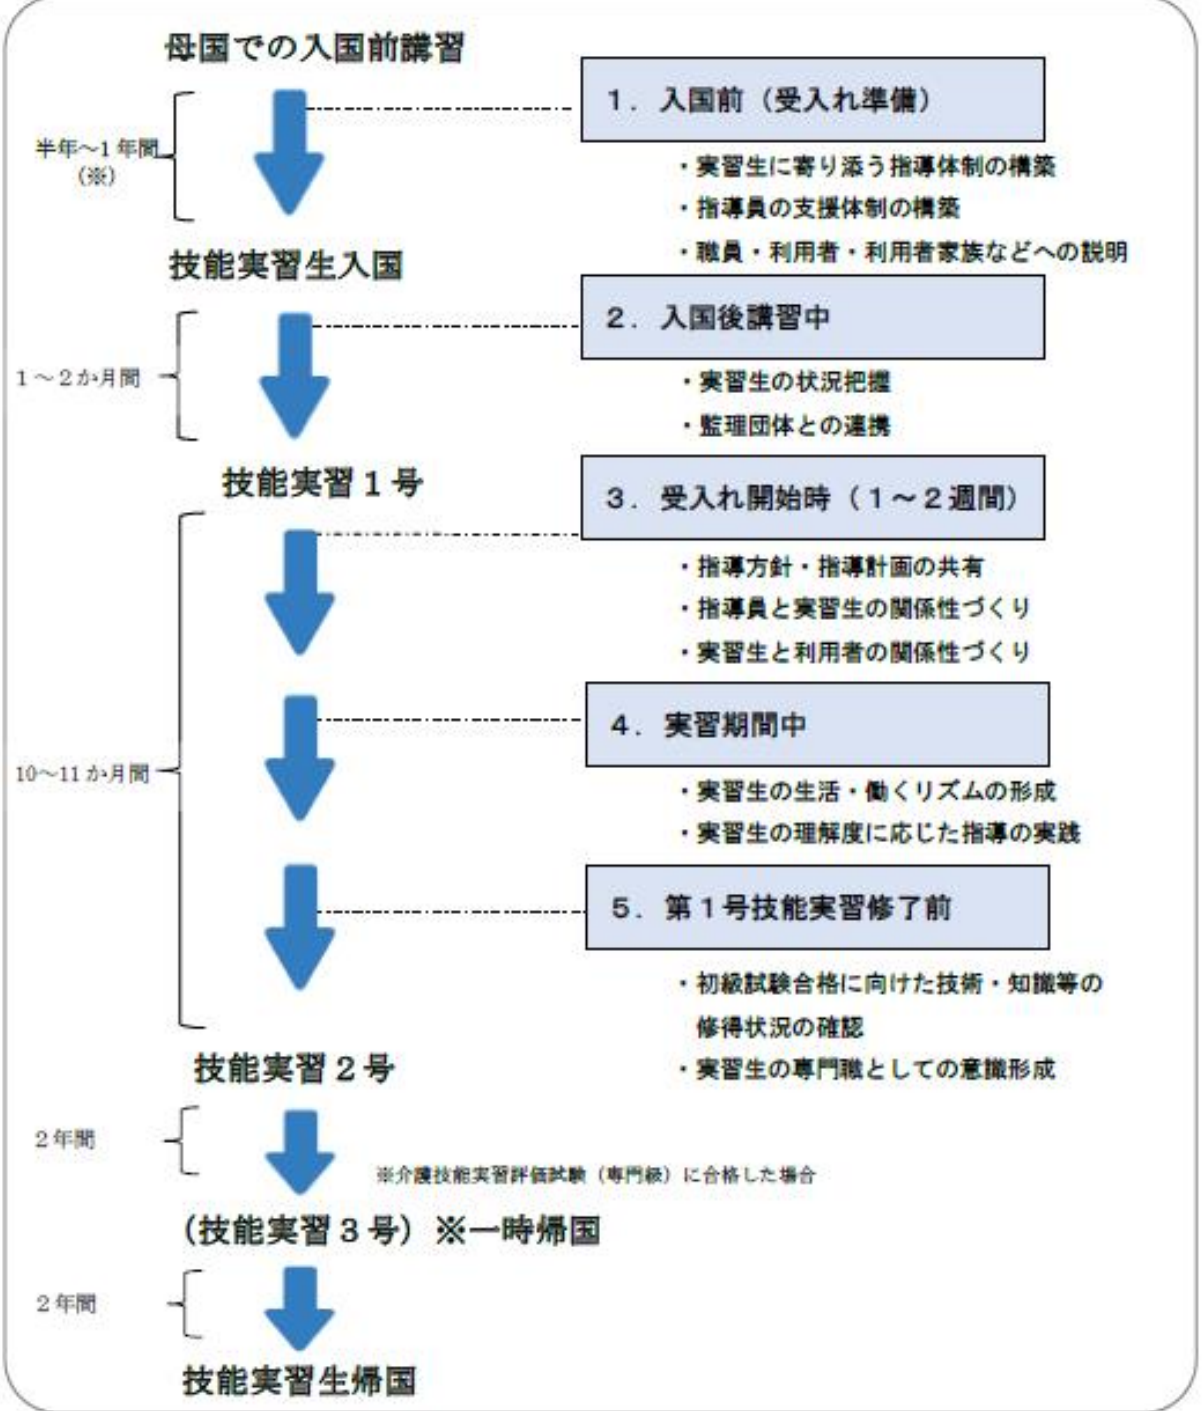 母国での入国前講習
1．入国前（受入れ準備）
半年～1年間
(※)
・実習生に寄り添う指導体制の構築
・指導員の支援体制の構築
・職員・利用者・利用者家族などへの説明
技能実習生入国
2．入国後講習中
1～2か月間
・実習生の状況把握
・監理団体との連携
技能実習1号
3．受入れ開始時（1～2週間）
・指導方針・指導計画の共有
・指導員と実習生の関係性づくり
・実習生と利用者の関係性づくり
4．実習期間中
10～11か月間
・実習生の生活・働くリズムの形成
・実習生の理解度に応じた指導の実践
5．第1号技能実習修了前
・初級試験合格に向けた技術・知識等の
修得状況の確認
・実習生の専門職としての意識形成
技能実習2号
2年間
※介護技能実習評価試験（専門級）に合格した場合
(技能実習3号）※一時帰国
2年間
技能実習生帰国